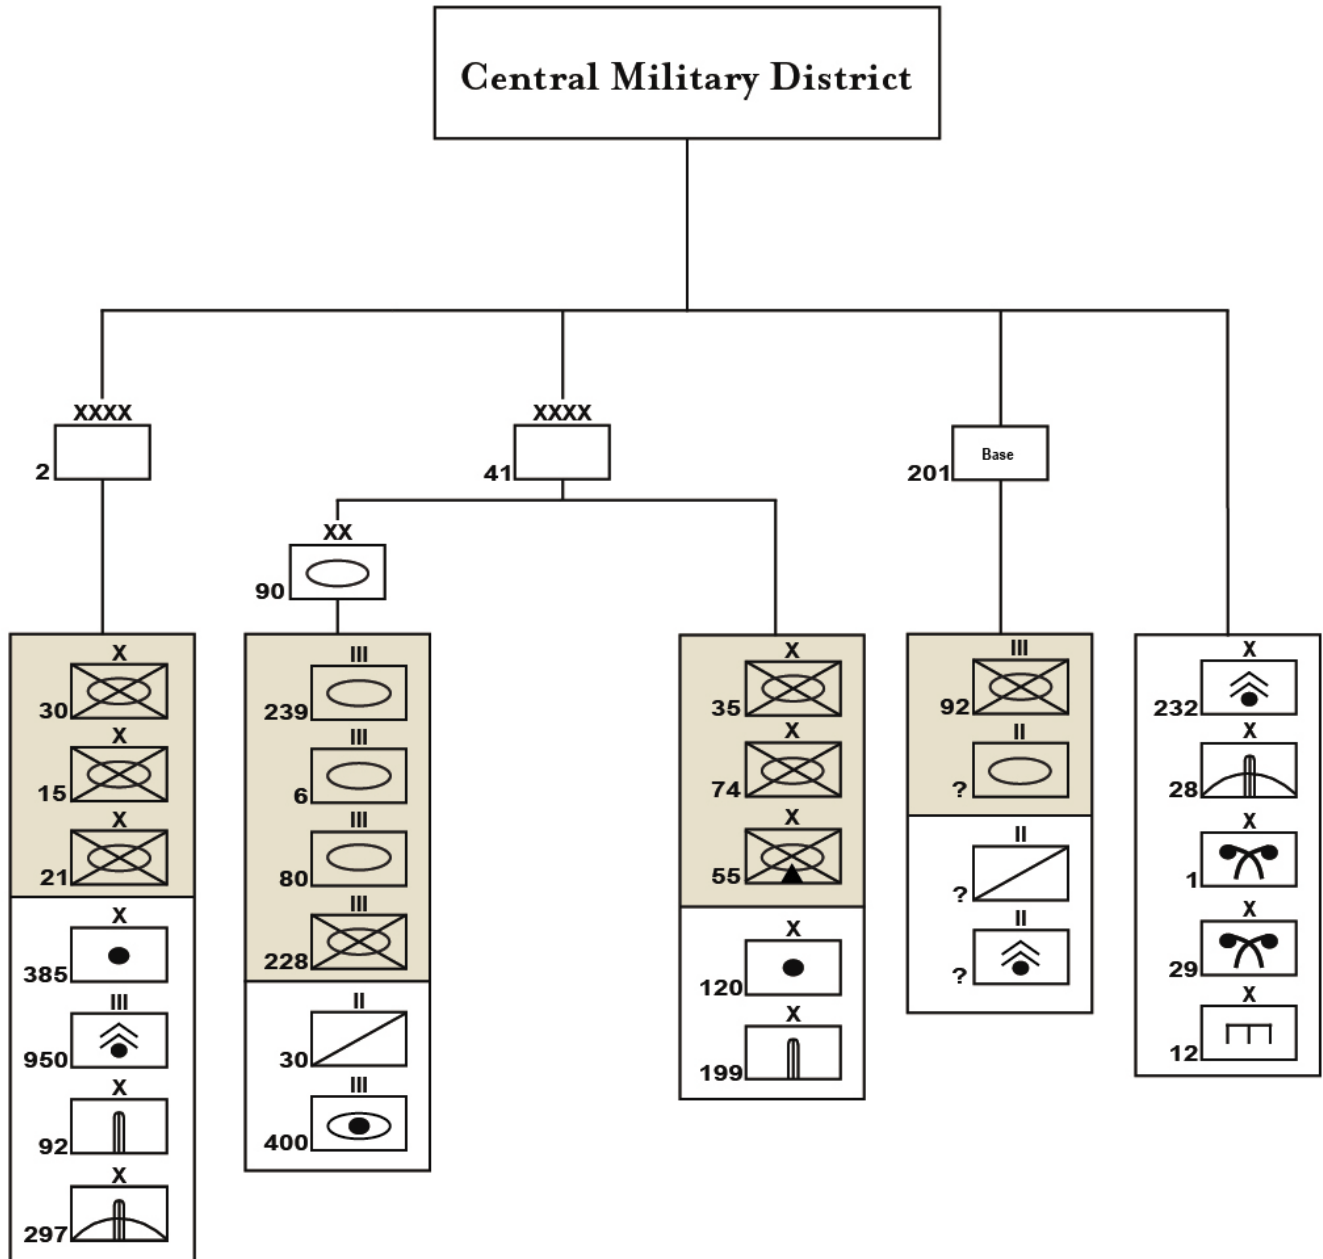 Central Military District
XXXX
2
XXXX
41
201
Base
XX
90
X
30
X
15
X
21
X
385
III
950
X
92
X
297
III
239
III
6
III
80
III
228
II
30
III
400
X
35
X
74
X
55
X
120
X
199
III
92
II
?
II
?
II
?
X
232
X
28
X
1
X
29
X
12